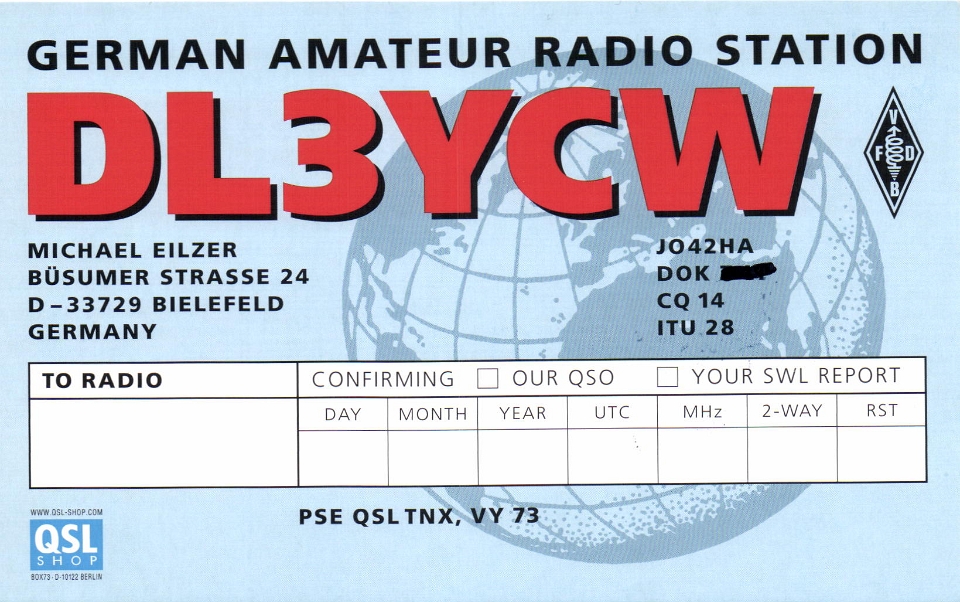 GERMAN AMATEUR RADIO STATION
DL3YCW
V
F D
B
MICHAEL EILZER
BÜSUMER STRASSE 24
D-33729 BIELEFELD
GERMANY
JO42HA
DOK
CQ 14
ITU 28
TO RADIO
CONFIRMING OUR QSO YOUR SWL REPORT
DAY MONTH YEAR UTC MHz 2-WAY RST
PSE QSL TNX, VY 73
WWW.QSL-SHOP.COM
QSL
SHOP
BOX73·D-10122 BERLIN